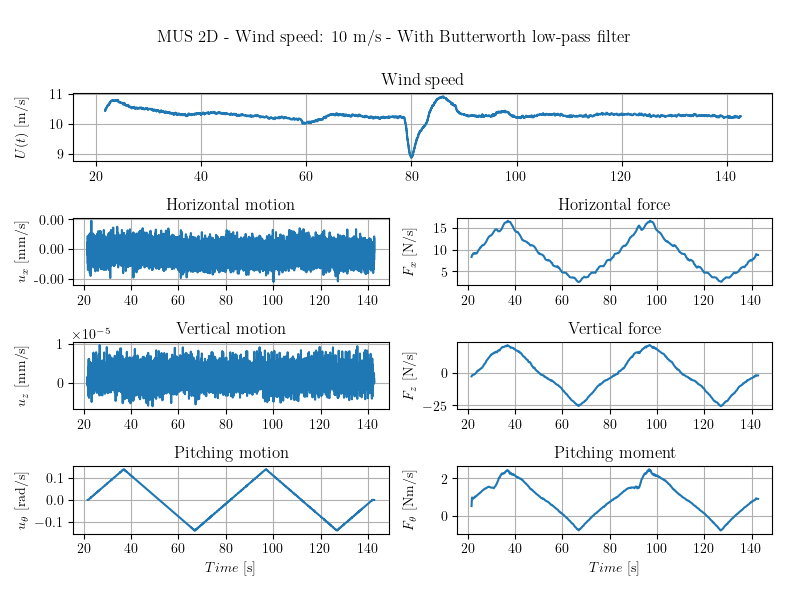 MUS 2D - Wind speed: 10 m/s - With Butterworth low-pass filter
Wind speed
U(t) [m/s]
11
10
9
20 40 60 80 100 120 140
Horizontal motion
u_x [mm/s]
0.00
0.00
-0.00
20 40 60 80 100 120 140
Horizontal force
F_x [N/s]
15
10
5
20 40 60 80 100 120 140
Vertical motion
×10⁻⁵
u_z [mm/s]
1
0
20 40 60 80 100 120 140
Vertical force
F_z [N/s]
0
−25
20 40 60 80 100 120 140
Pitching motion
u_θ [rad/s]
0.1
0.0
−0.1
20 40 60 80 100 120 140
Time [s]
Pitching moment
F_θ [Nm/s]
2
0
20 40 60 80 100 120 140
Time [s]